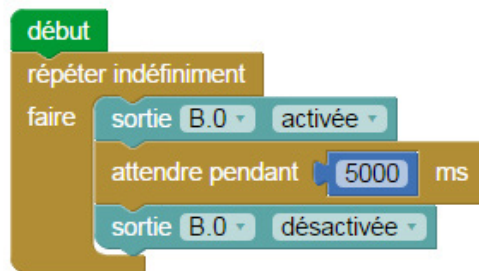 début
répéter indéfiniment
faire sortie B.0 activée
attendre pendant 5000 ms
sortie B.0 désactivée